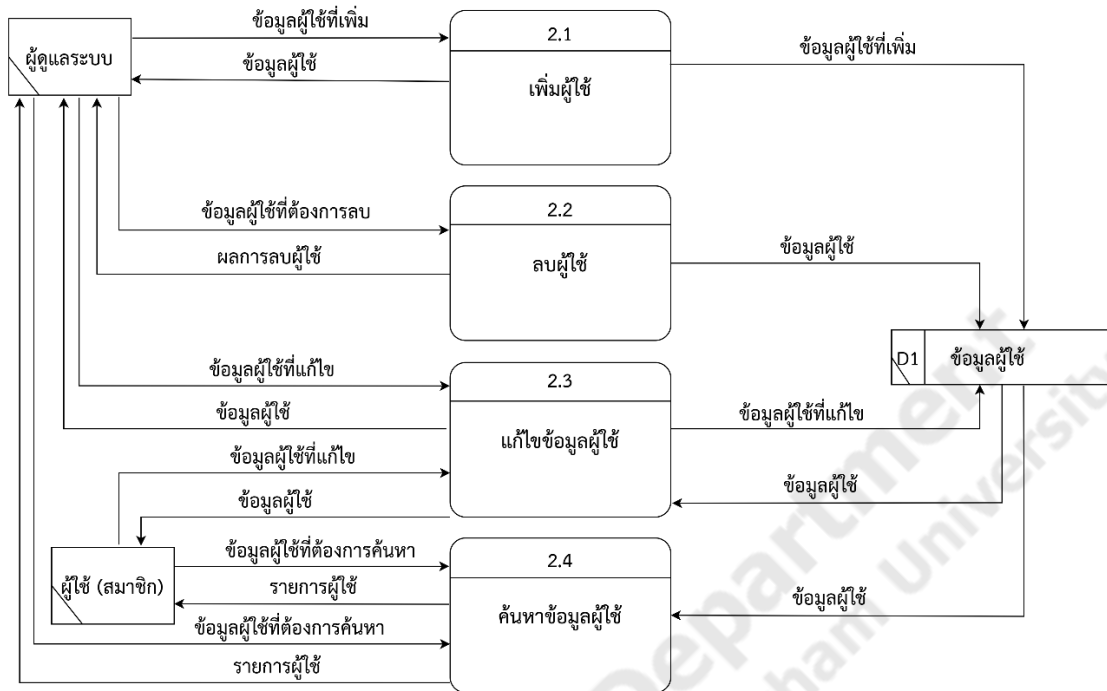 ข้อมูลผู้ใช้ที่เพิ่ม
2.1
ข้อมูลผู้ใช้ที่เพิ่ม
ผู้ดูแลระบบ
ข้อมูลผู้ใช้
เพิ่มผู้ใช้
2.2
ข้อมูลผู้ใช้ที่ต้องการลบ
ผลการลบผู้ใช้
ลบผู้ใช้
ข้อมูลผู้ใช้
D1
ข้อมูลผู้ใช้
ข้อมูลผู้ใช้ที่แก้ไข
2.3
ข้อมูลผู้ใช้
แก้ไขข้อมูลผู้ใช้
ข้อมูลผู้ใช้ที่แก้ไข
ข้อมูลผู้ใช้ที่แก้ไข
ข้อมูลผู้ใช้
ข้อมูลผู้ใช้
ข้อมูลผู้ใช้ที่ต้องการค้นหา
2.4
ผู้ใช้ (สมาชิก)
รายการผู้ใช้
ค้นหาข้อมูลผู้ใช้
ข้อมูลผู้ใช้
ข้อมูลผู้ใช้ที่ต้องการค้นหา
รายการผู้ใช้
Department
University